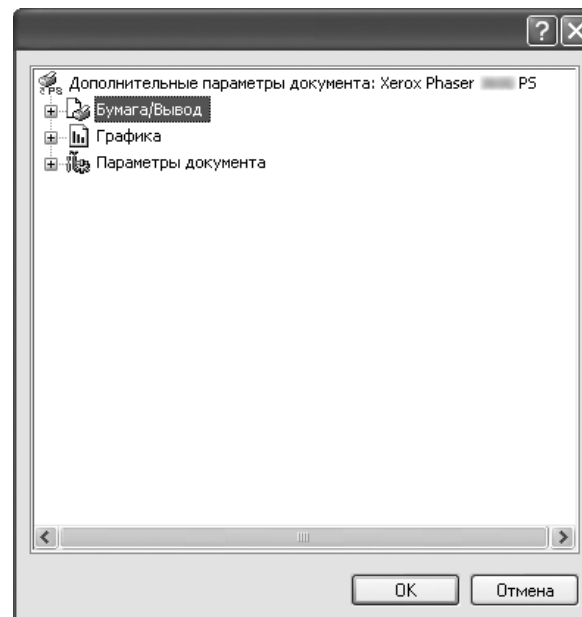 Дополнительные параметры документа: Xerox Phaser PS
Бумага/Вывод
Графика
Параметры документа
OK
Отмена